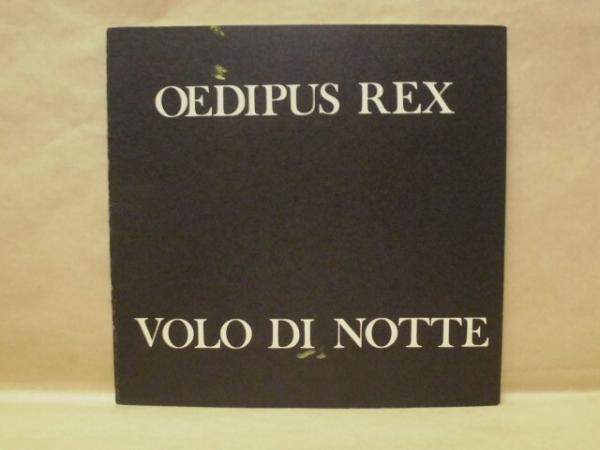 OEDIPUS REX
VOLO DI NOTTE